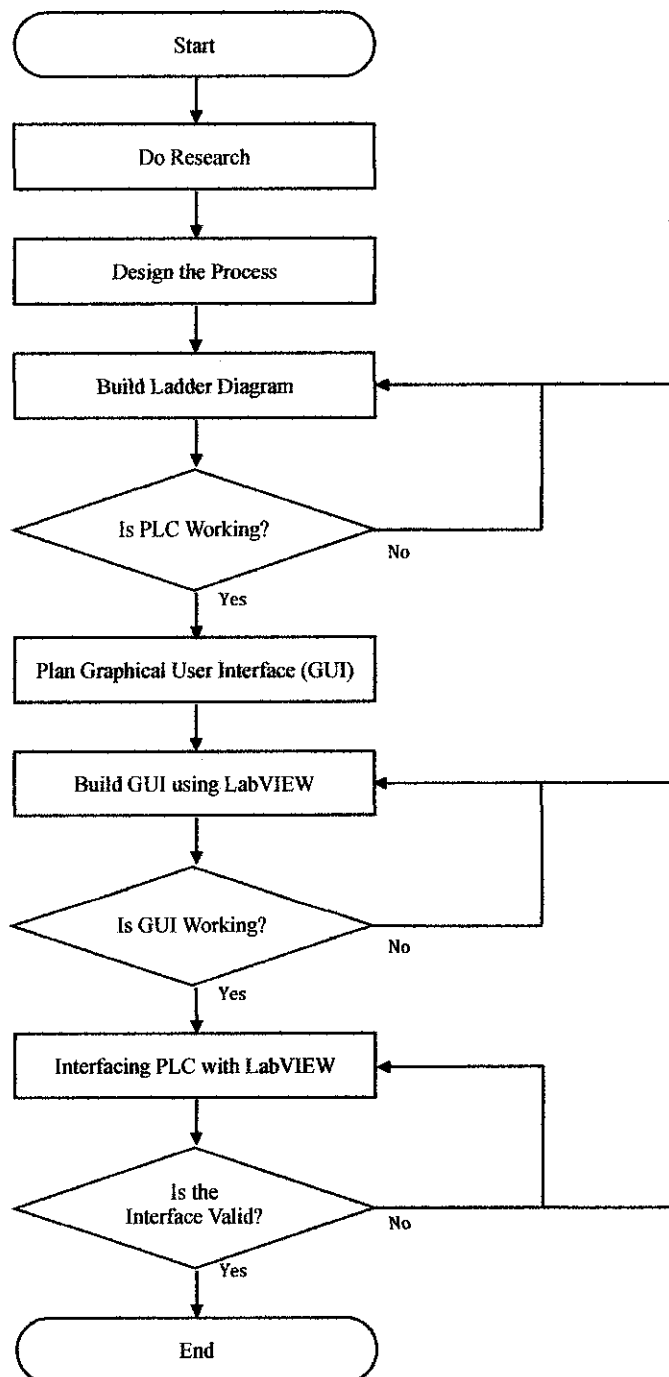 Start
Do Research
Design the Process
Build Ladder Diagram
Is PLC Working?
No
Yes
Plan Graphical User Interface (GUI)
Build GUI using LabVIEW
Is GUI Working?
No
Yes
Interfacing PLC with LabVIEW
Is the
Interface Valid?
No
Yes
End